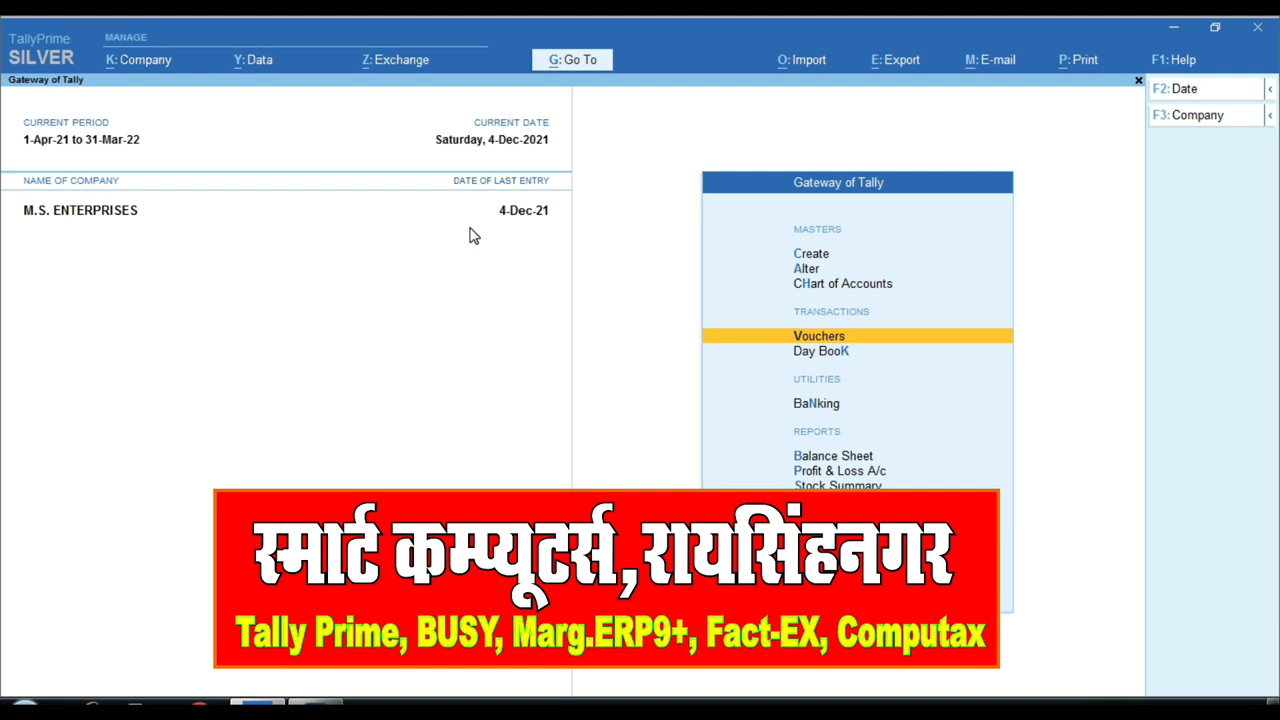 TallyPrime
SILVER
MANAGE
K: Company
Y: Data
Z: Exchange
G: Go To
O: Import
E: Export
M: E-mail
P: Print
F1: Help
Gateway of Tally
F2: Date
F3: Company
CURRENT PERIOD
CURRENT DATE
1-Apr-21 to 31-Mar-22
Saturday, 4-Dec-2021
NAME OF COMPANY
DATE OF LAST ENTRY
M.S. ENTERPRISES
4-Dec-21
Gateway of Tally
MASTERS
Create
Alter
CHart of Accounts
TRANSACTIONS
Vouchers
Day BooK
UTILITIES
BaNking
REPORTS
Balance Sheet
Profit & Loss A/c
Stock Summary
स्मार्ट कम्प्यूटर्स,रायसिंहनगर
Tally Prime, BUSY, Marg.ERP9+, Fact-EX, Computax